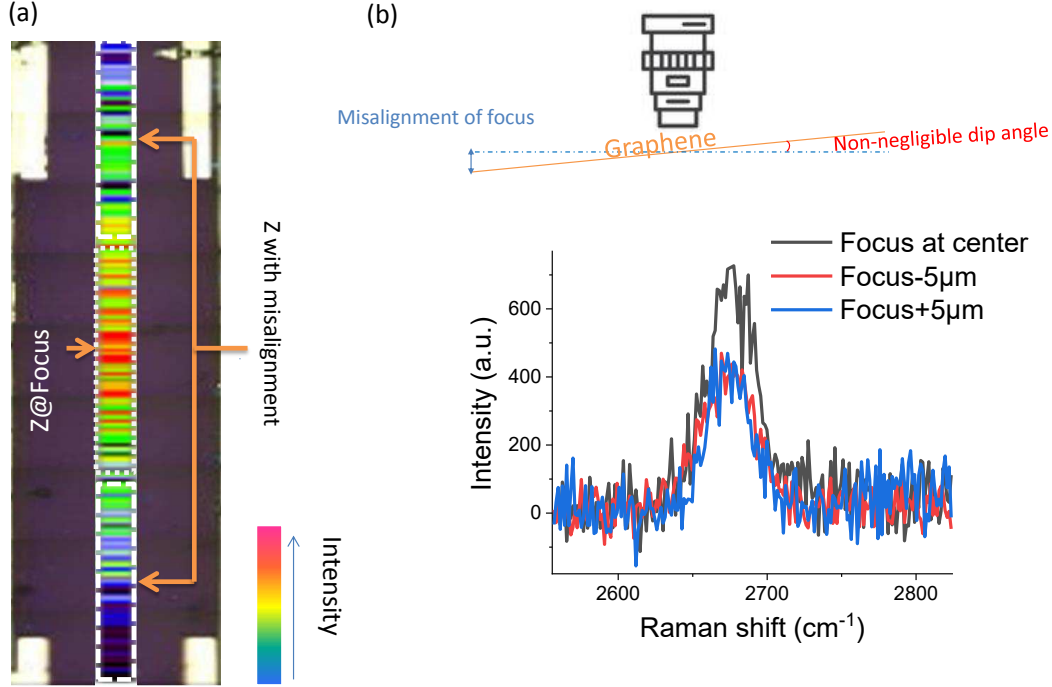 (a)
Z@Focus
Z with misalignment
Intensity
(b)
Misalignment of focus
Graphene
Non-negligible dip angle
Focus at center
Focus-5μm
Focus+5μm
Intensity (a.u.)
600
400
200
0
2600
2700
2800
Raman shift (cm⁻¹)